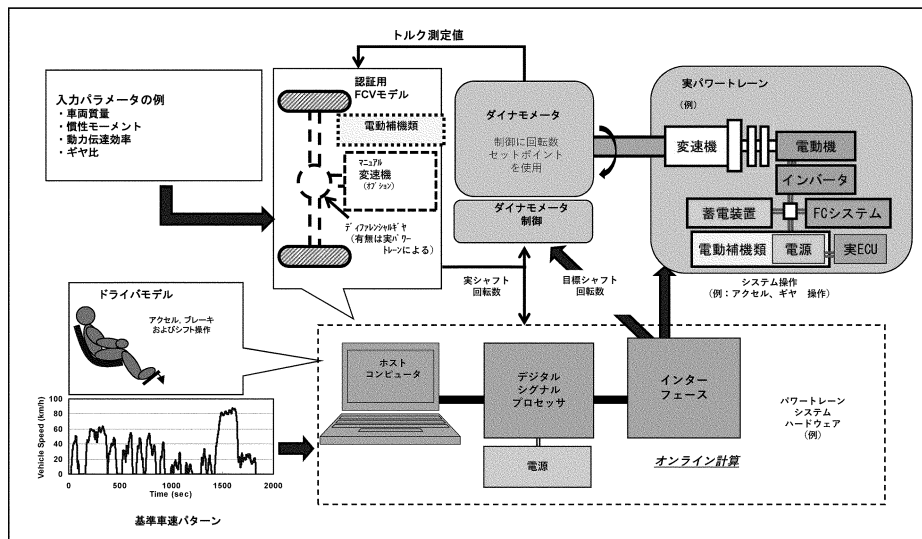 トルク測定値
入力パラメータの例
・車両質量
・慣性モーメント
・動力伝達効率
・ギヤ比
認証用
FCVモデル
電動補機類
マニュアル
変速機
(オプション)
ディファレンシャルギヤ
(有無は実パワー
トレーンによる)
ダイナモメータ
制御に回転数
セットポイント
を使用
ダイナモメータ
制御
実パワートレーン
(例)
変速機
電動機
インバータ
蓄電装置
FCシステム
電動補機類
電源
実ECU
システム操作
(例：アクセル、ギヤ 操作)
実シャフト
回転数
目標シャフト
回転数
ドライバモデル
アクセル、ブレーキ
およびシフト操作
ホスト
コンピュータ
デジタル
シグナル
プロセッサ
インター
フェース
電源
パワートレーン
システム
ハードウェア
(例)
オンライン計算
Vehicle Speed (km/h)
100
80
60
40
20
0
0
500
1000
1500
2000
Time (sec)
基準車速パターン